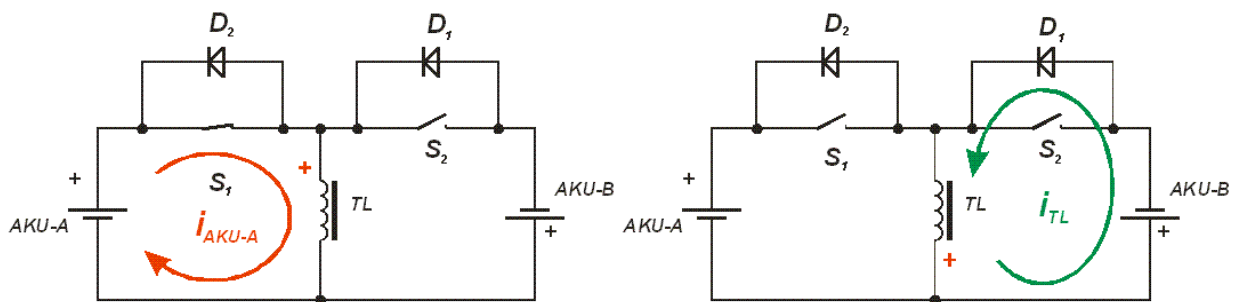 D2
D1
+
S1
S2
+
AKU-A
iAKU-A
TL
AKU-B
+
D2
D1
S1
S2
+
AKU-A
TL
iTL
AKU-B
+
+